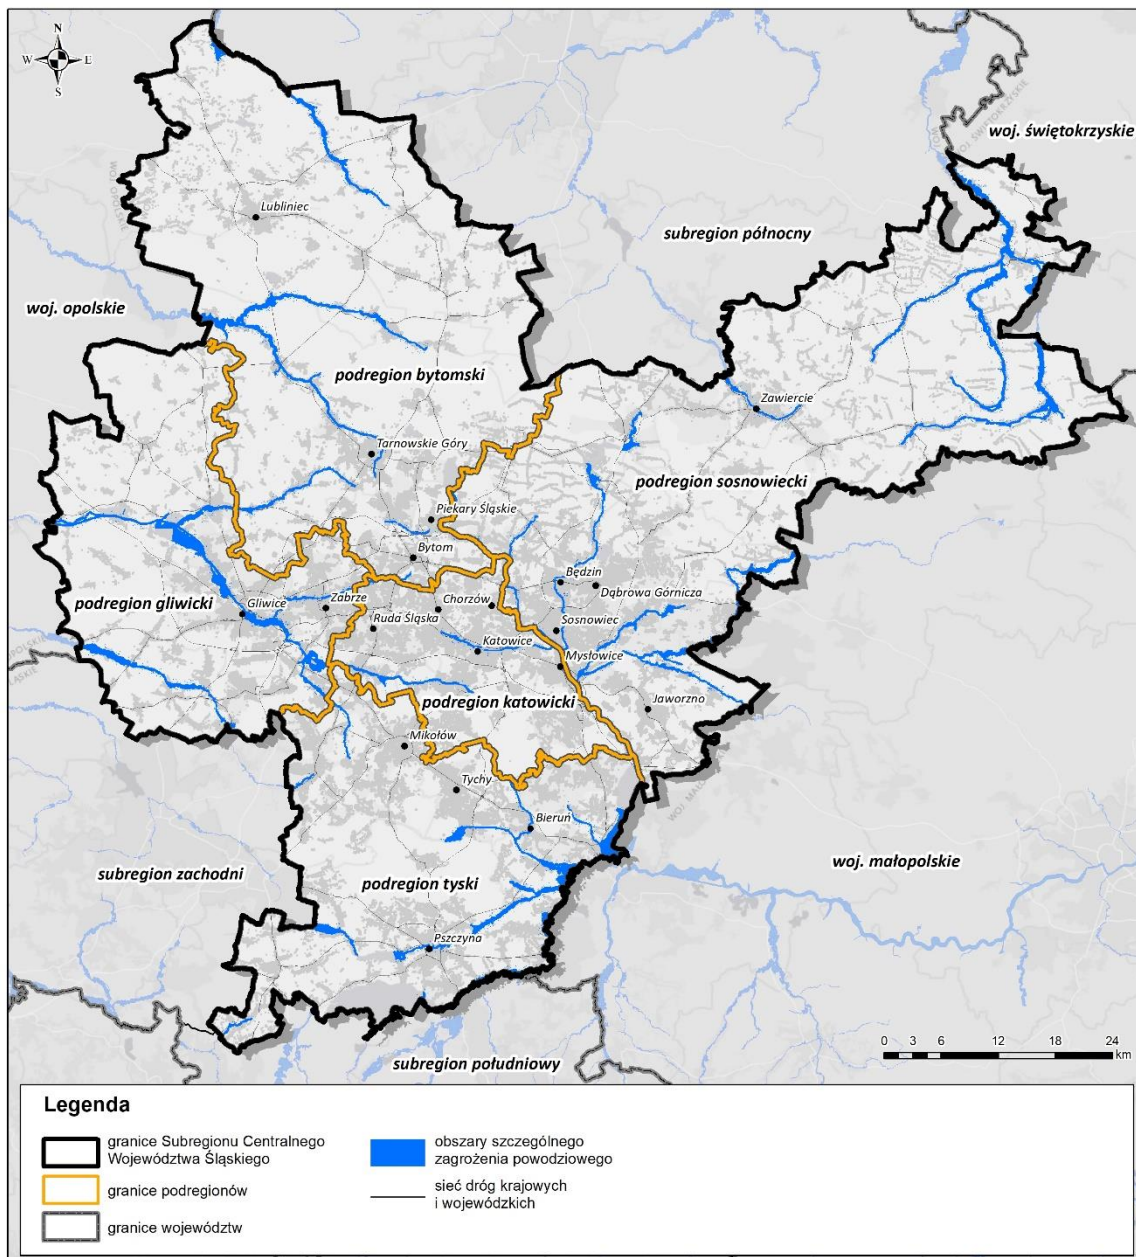 N
W E
S
woj. świętokrzyskie
Lubliniec
subregion północny
woj. opolskie
podregion bytomski
Zawiercie
Tarnowskie Góry
podregion sosnowiecki
Piekary Śląskie
Bytom
Będzin
Dąbrowa Górnicza
podregion gliwicki
Gliwice
Zabrze
Chorzów
Ruda Śląska
Sosnowiec
Katowice
Mysłowice
podregion katowicki
Jaworzno
Mikołów
Tychy
Bieruń
woj. małopolskie
subregion zachodni
podregion tyski
Pszczyna
0 3 6 12 18 24
km
subregion południowy
Legenda
granice Subregionu Centralnego
Województwa Śląskiego
granice podregionów
granice województw
obszary szczególnego
zagrożenia powodziowego
sieć dróg krajowych
i wojewódzkich